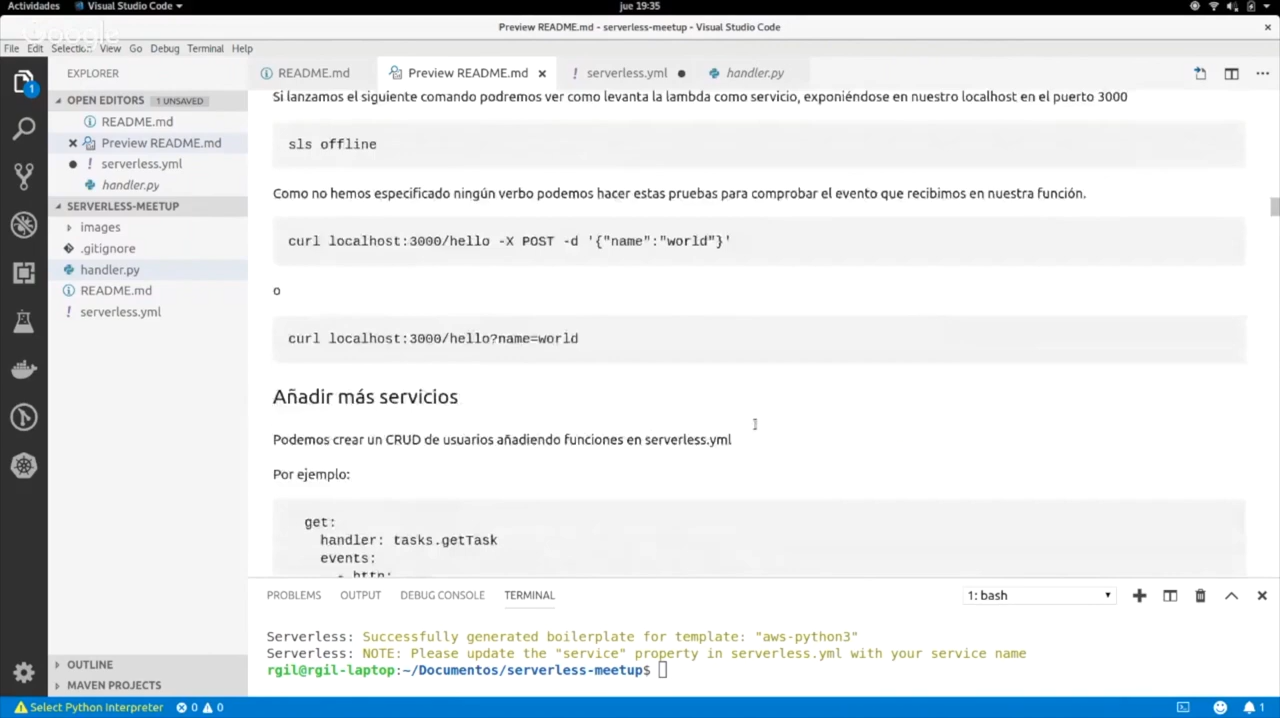 Actividades Visual Studio Code jue 19:35
Google
Preview README.md - serverless-meetup - Visual Studio Code
File Edit Selection View Go Debug Terminal Help
EXPLORER
README.md Preview README.md serverless.yml handler.py
OPEN EDITORS 1 UNSAVED
README.md
Preview README.md
serverless.yml
handler.py
SERVERLESS-MEETUP
images
.gitignore
handler.py
README.md
serverless.yml
OUTLINE
MAVEN PROJECTS
Si lanzamos el siguiente comando podremos ver como levanta la lambda como servicio, exponiéndose en nuestro localhost en el puerto 3000
sls offline
Como no hemos especificado ningún verbo podemos hacer estas pruebas para comprobar el evento que recibimos en nuestra función.
curl localhost:3000/hello -X POST -d '{"name":"world"}'
o
curl localhost:3000/hello?name=world
Añadir más servicios
Podemos crear un CRUD de usuarios añadiendo funciones en serverless.yml
Por ejemplo:
get:
handler: tasks.getTask
events:
- http:
PROBLEMS OUTPUT DEBUG CONSOLE TERMINAL 1: bash
Serverless: Successfully generated boilerplate for template: "aws-python3"
Serverless: NOTE: Please update the "service" property in serverless.yml with your service name
rgil@rgil-laptop:~/Documentos/serverless-meetup$
Select Python Interpreter 0 0 1